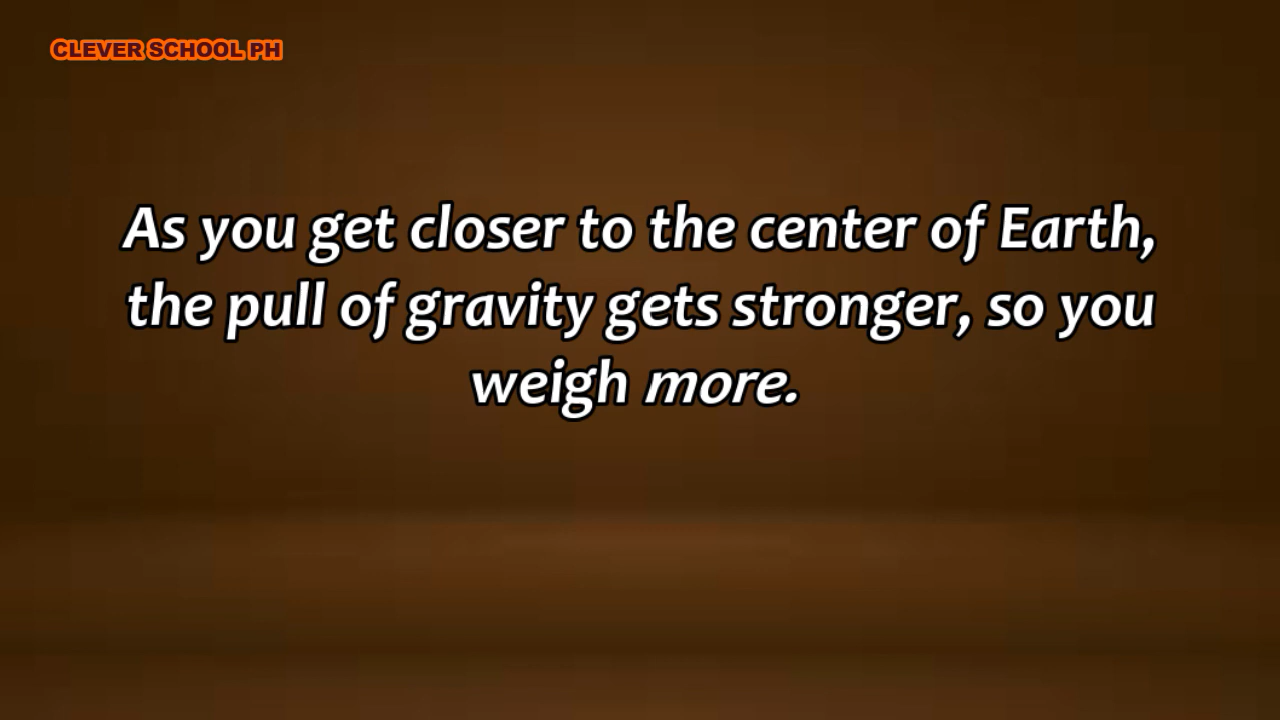 CLEVER SCHOOL PH
As you get closer to the center of Earth,
the pull of gravity gets stronger, so you
weigh more.